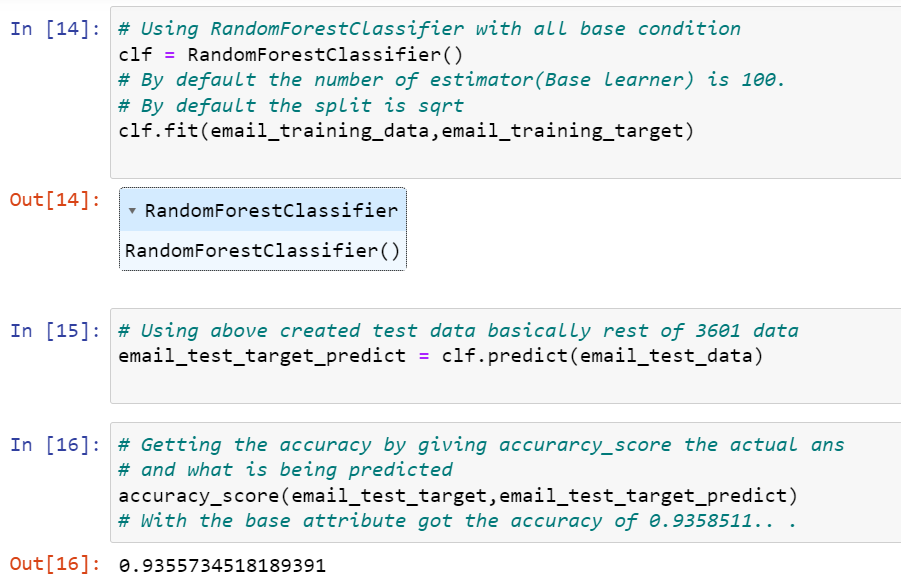 In [14]: # Using RandomForestClassifier with all base condition
clf = RandomForestClassifier()
# By default the number of estimator(Base learner) is 100.
# By default the split is sqrt
clf.fit(email_training_data,email_training_target)
Out[14]: ▾ RandomForestClassifier
RandomForestClassifier()
In [15]: # Using above created test data basically rest of 3601 data
email_test_target_predict = clf.predict(email_test_data)
In [16]: # Getting the accuracy by giving accurarcy_score the actual ans
# and what is being predicted
accuracy_score(email_test_target,email_test_target_predict)
# With the base attribute got the accuracy of 0.9358511.. .
Out[16]: 0.9355734518189391